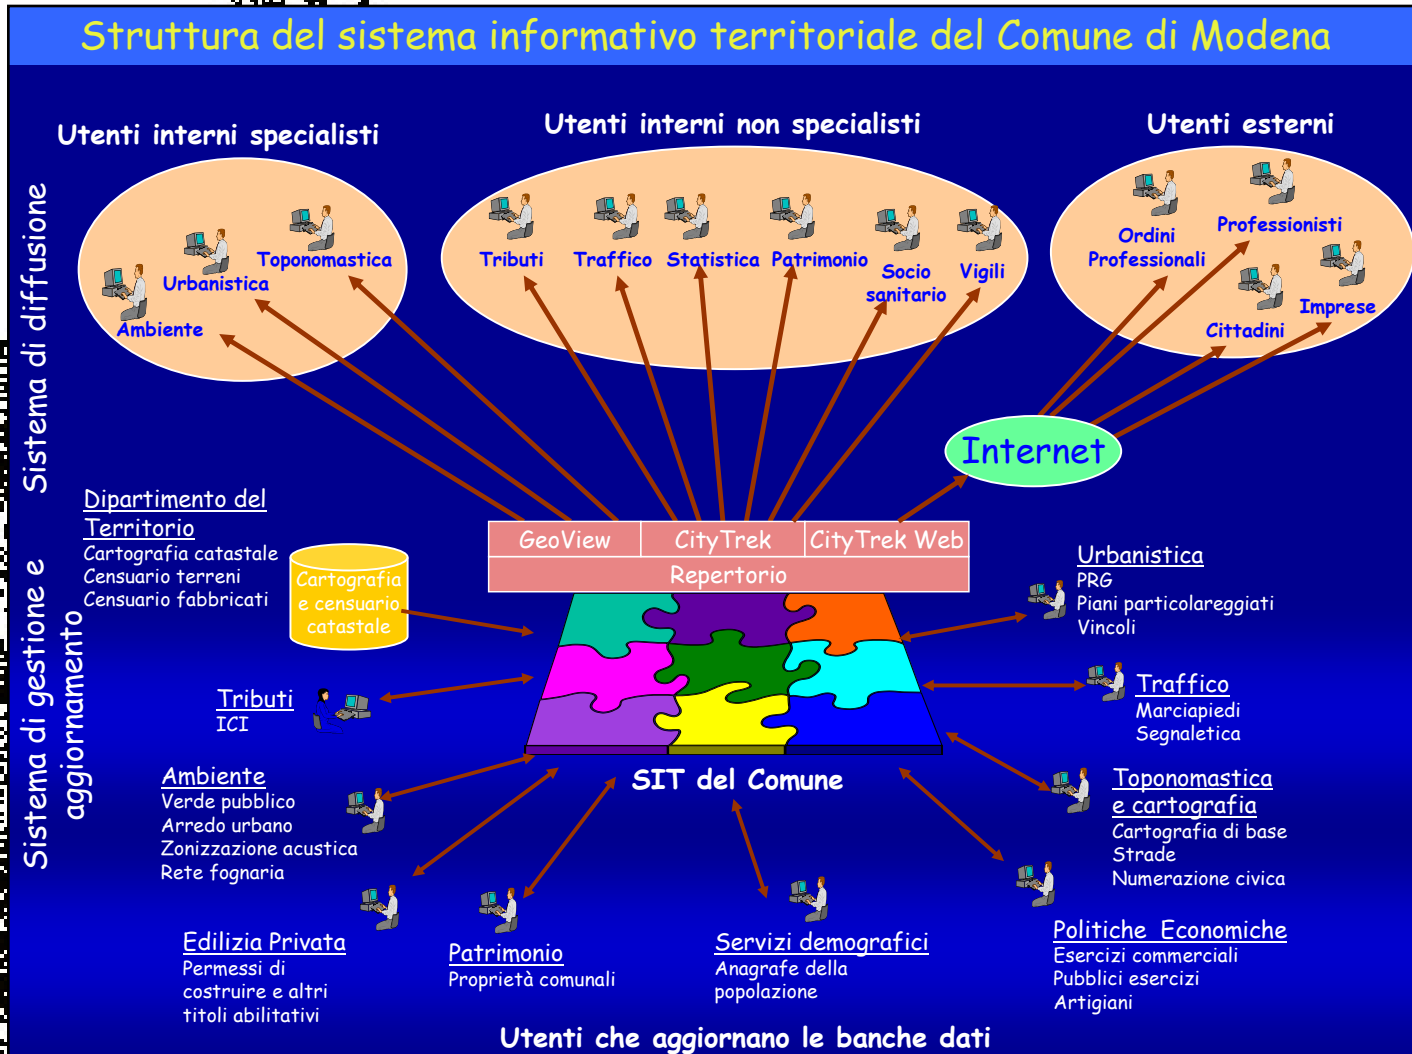 Struttura del sistema informativo territoriale del Comune di Modena
Utenti interni specialisti
Utenti interni non specialisti
Utenti esterni
Sistema di diffusione
Toponomastica
Urbanistica
Ambiente
Tributi
Traffico
Statistica
Patrimonio
Socio
sanitario
Vigili
Ordini
Professionali
Professionisti
Cittadini
Imprese
Internet
GeoView
CityTrek
CityTrek Web
Repertorio
Sistema di gestione e
aggiornamento
Dipartimento del
Territorio
Cartografia catastale
Censuario terreni
Censuario fabbricati
Cartografia
e censuario
catastale
Tributi
ICI
Ambiente
Verde pubblico
Arredo urbano
Zonizzazione acustica
Rete fognaria
Edilizia Privata
Permessi di
costruire e altri
titoli abilitativi
Patrimonio
Proprietà comunali
SIT del Comune
Servizi demografici
Anagrafe della
popolazione
Urbanistica
PRG
Piani particolareggiati
Vincoli
Traffico
Marciapiedi
Segnaletica
Toponomastica
e cartografia
Cartografia di base
Strade
Numerazione civica
Politiche Economiche
Esercizi commerciali
Pubblici esercizi
Artigiani
Utenti che aggiornano le banche dati